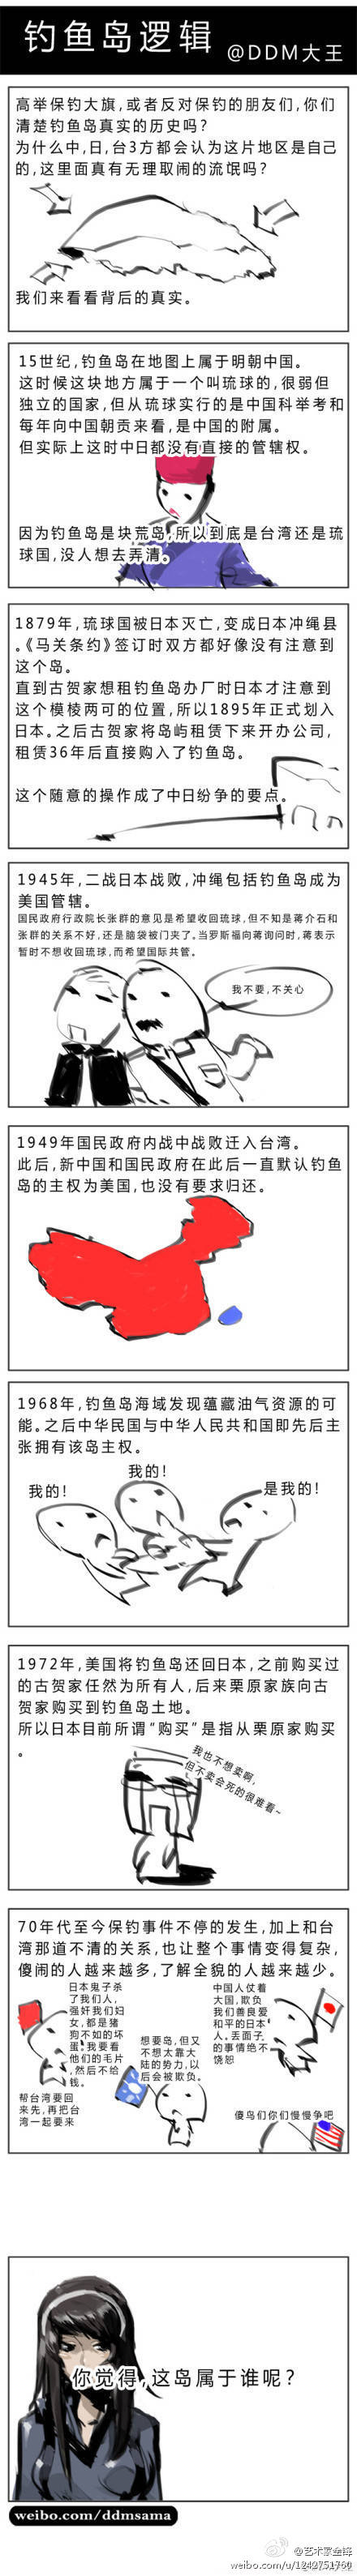 钓鱼岛逻辑
@DDM大王
高举保钓大旗,或者反对保钓的朋友们,你们
清楚钓鱼岛真实的历史吗?
为什么中,日,台3方都会认为这片地区是自己
的,这里面真有无理取闹的流氓吗?
我们来看看背后的真实。
15世纪,钓鱼岛在地图上属于明朝中国。
这时候这块地方属于一个叫琉球的,很弱但
独立的国家,但从琉球实行的是中国科举考和
每年向中国朝贡来看,是中国的附属。
但实际上这时中日都没有直接的管辖权。
因为钓鱼岛是块荒岛,所以到底是台湾还是琉
球国,没人想去弄清。
1879年,琉球国被日本灭亡,变成日本冲绳县
。《马关条约》签订时双方都好像没有注意到
这个岛。
直到古贺家想租钓鱼岛办厂时日本才注意到
这个模棱两可的位置,所以1895年正式划入
日本。之后古贺家将岛屿租赁下来开办公司,
租赁36年后直接购入了钓鱼岛。
这个随意的操作成了中日纷争的要点。
1945年,二战日本战败,冲绳包括钓鱼岛成为
美国管辖。
国民政府行政院长张群的意见是希望收回琉球,但不知是蒋介石和
张群的关系不好,还是脑袋被门夹了。当罗斯福向蒋询问时,蒋表示
暂时不想收回琉球,而希望国际共管。
我不要,不关心
1949年国民政府内战中战败迁入台湾。
此后,新中国和国民政府在此后一直默认钓鱼
岛的主权为美国,也没有要求归还。
1968年,钓鱼岛海域发现蕴藏油气资源的可
能。之后中华民国与中华人民共和国即先后主
张拥有该岛主权。
我的!
我的!
是我的!
1972年,美国将钓鱼岛还回日本,之前购买过
的古贺家任然为所有人,后来栗原家族向古
贺家购买到钓鱼岛土地。
所以日本目前所谓“购买”是指从栗原家购买
。
我也不想卖啊,
但不卖会死的很难看~
70年代至今保钓事件不停的发生,加上和台
湾那道不清的关系,也让整个事情变得复杂,
傻闹的人越来越多,了解全貌的人越来越少。
日本鬼子杀
了我们人,
强奸我们妇
女,都是猪
狗不如的坏
蛋.我要看
他们的毛片
,然后不给
钱。
帮台湾要回
来先,再把台
湾一起要来
想要岛,但又
不想太靠大
陆的势力,以
后会被欺负。
中国人仗着
大国,欺负
我们善良爱
和平的日本
人。丢面子
的事情绝不
饶恕
傻鸟们你们慢慢争吧
你觉得,这岛属于谁呢?
weibo.com/ddmsama
@艺术家金锋
weibo.com/u/1243751760